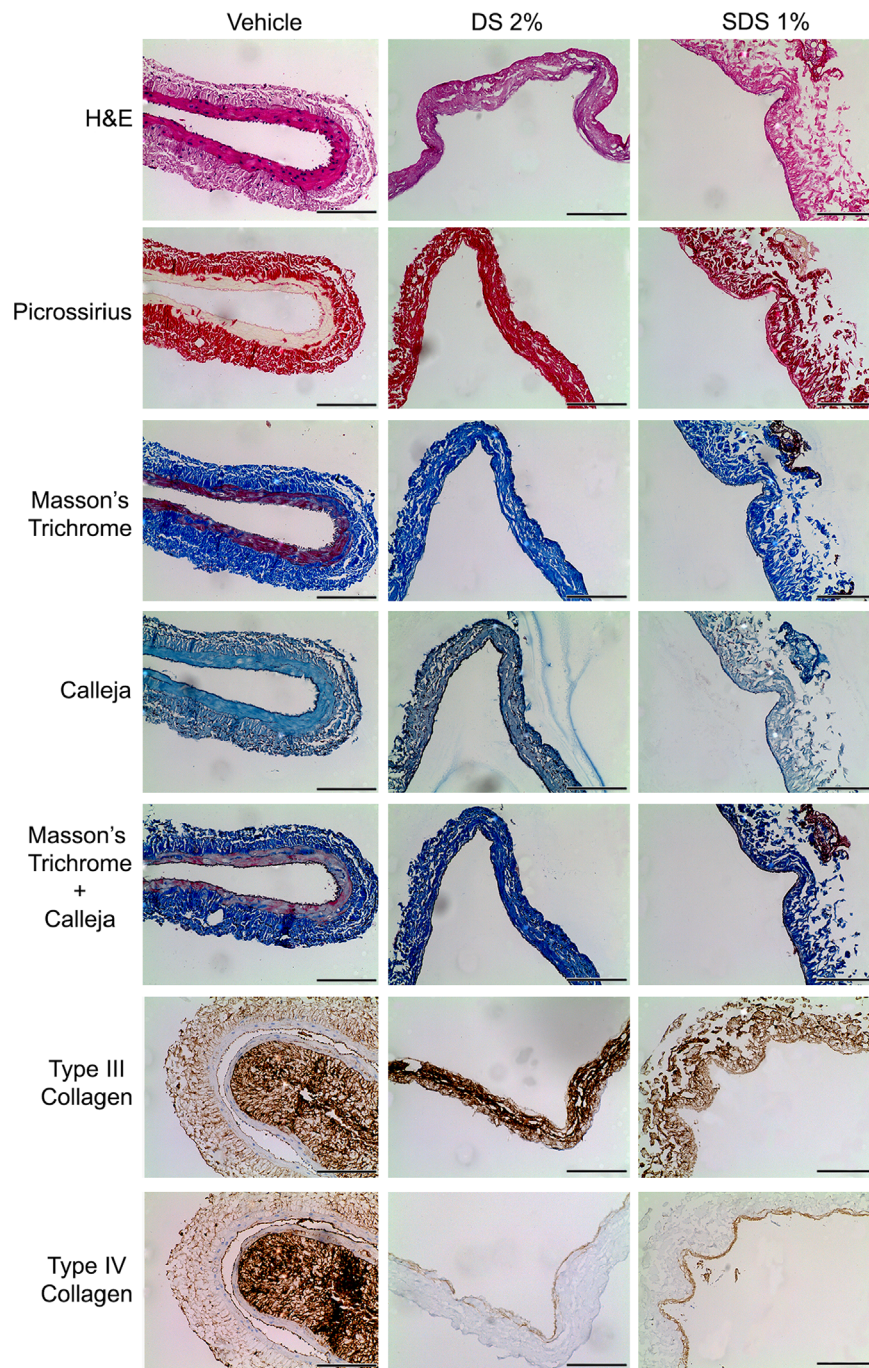 Vehicle DS 2% SDS 1%
H&E
Picrossirius
Masson's
Trichrome
Calleja
Masson's
Trichrome
+
Calleja
Type III
Collagen
Type IV
Collagen